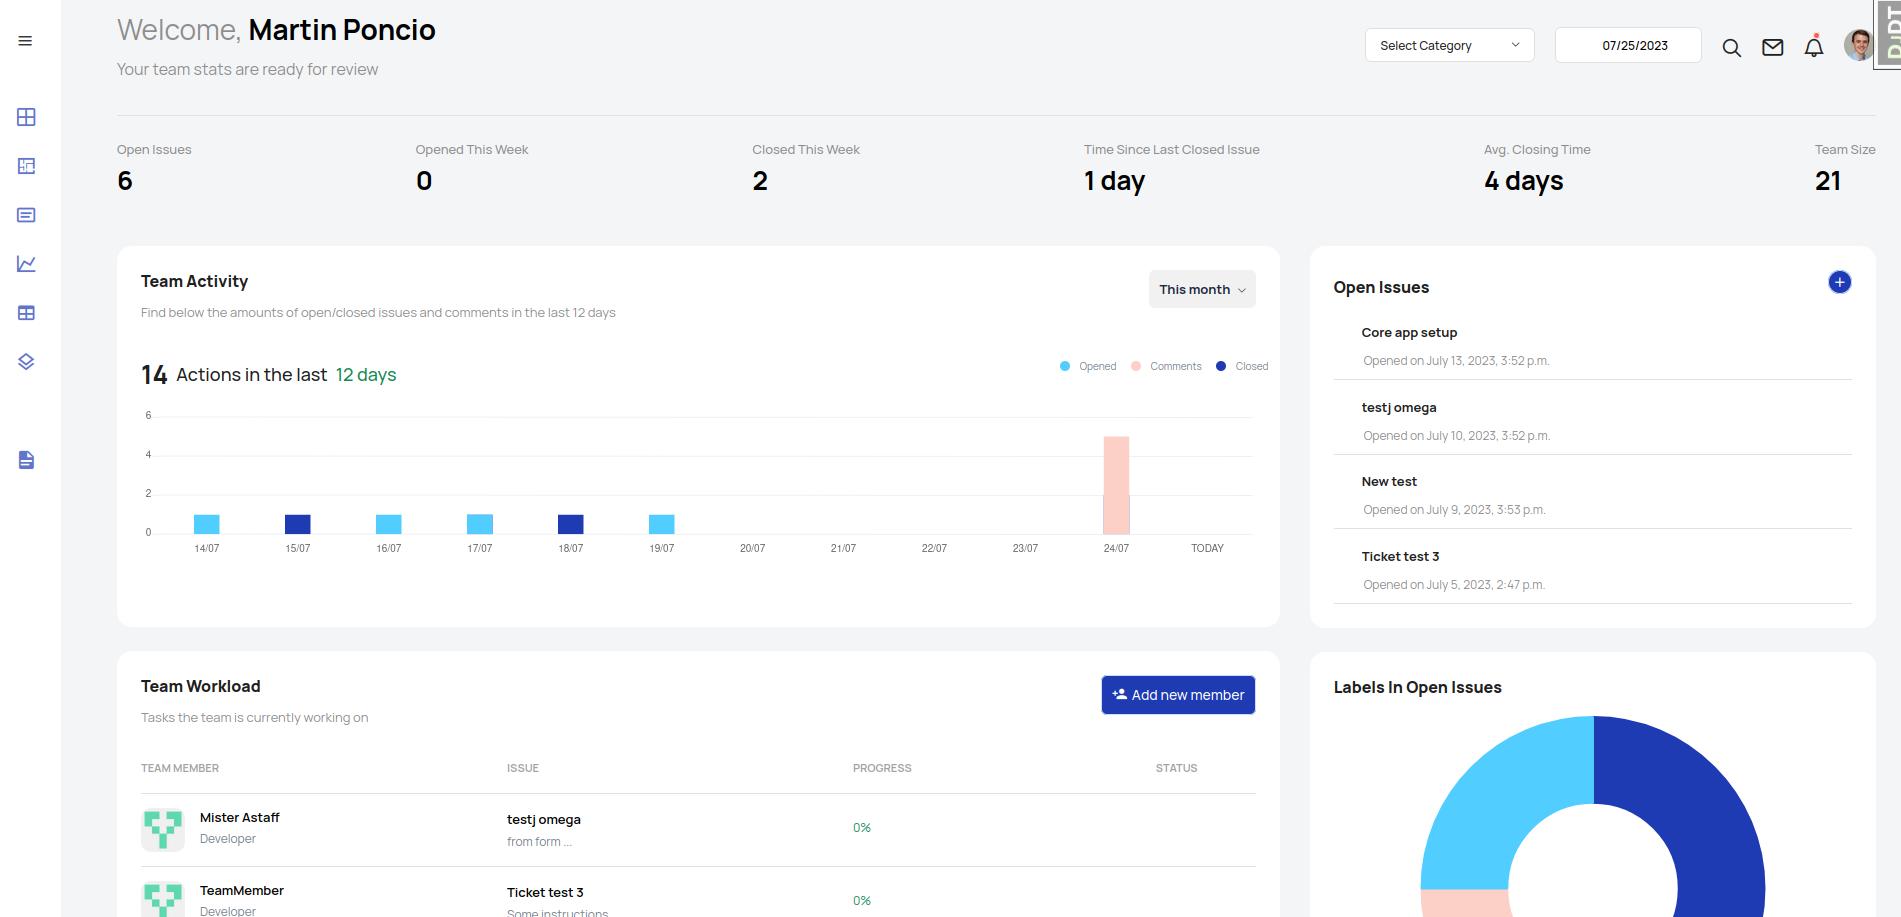 Welcome, Martin Poncio
Your team stats are ready for review
Select Category
07/25/2023
DjDT
Open Issues
6
Opened This Week
0
Closed This Week
2
Time Since Last Closed Issue
1 day
Avg. Closing Time
4 days
Team Size
21
Team Activity
Find below the amounts of open/closed issues and comments in the last 12 days
This month
14 Actions in the last 12 days
Opened
Comments
Closed
6
4
2
0
14/07
15/07
16/07
17/07
18/07
19/07
20/07
21/07
22/07
23/07
24/07
TODAY
Open Issues
Core app setup
Opened on July 13, 2023, 3:52 p.m.
testj omega
Opened on July 10, 2023, 3:52 p.m.
New test
Opened on July 9, 2023, 3:53 p.m.
Ticket test 3
Opened on July 5, 2023, 2:47 p.m.
Team Workload
Tasks the team is currently working on
Add new member
TEAM MEMBER
ISSUE
PROGRESS
STATUS
Mister Astaff
Developer
testj omega
from form ...
0%
TeamMember
Developer
Ticket test 3
Some instructions
0%
Labels In Open Issues